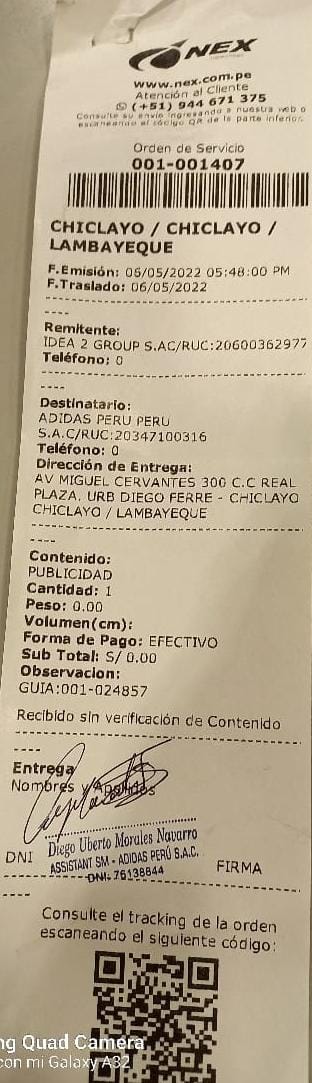 NEX
www.nex.com.pe
Atención al Cliente
(+51) 944 671 375
Consulte su envío ingresando a nuestra web o
escaneando el código QR de la parte inferior.
Orden de Servicio
001-001407
CHICLAYO / CHICLAYO /
LAMBAYEQUE
F.Emisión: 06/05/2022 05:48:00 PM
F.Traslado: 06/05/2022
----
Remitente:
IDEA 2 GROUP S.AC/RUC:20600362977
Teléfono: 0
----
Destinatario:
ADIDAS PERU PERU
S.A.C/RUC:20347100316
Teléfono: 0
Dirección de Entrega:
AV MIGUEL CERVANTES 300 C.C REAL
PLAZA. URB DIEGO FERRE - CHICLAYO
CHICLAYO / LAMBAYEQUE
----
Contenido:
PUBLICIDAD
Cantidad: 1
Peso: 0.00
Volumen(cm):
Forma de Pago: EFECTIVO
Sub Total: S/ 0.00
Observacion:
GUIA:001-024857
Recibido sin verificación de Contenido
----
Entrega
Nombres y Apellidos
Diego Uberto Morales Navarro
ASSISTANT SM - ADIDAS PERÚ S.A.C.
DNI. 76138844
DNI FIRMA
Consulte el tracking de la orden
escaneando el siguiente código:
ng Quad Camera
con mi Galaxy A32